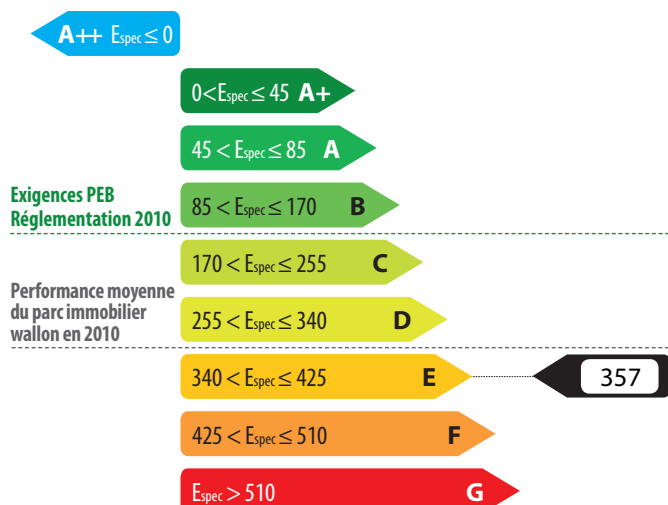 A++ Espec ≤ 0
0 < Espec ≤ 45 A+
45 < Espec ≤ 85 A
Exigences PEB
Réglementation 2010
85 < Espec ≤ 170 B
170 < Espec ≤ 255 C
Performance moyenne
du parc immobilier
wallon en 2010
255 < Espec ≤ 340 D
340 < Espec ≤ 425 E
357
425 < Espec ≤ 510 F
Espec > 510 G